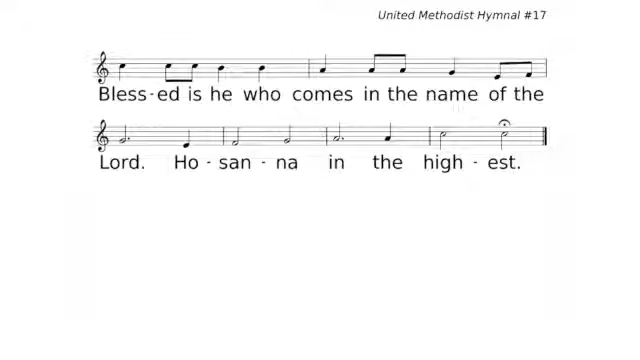 United Methodist Hymnal #17
Bless-ed is he who comes in the name of the
Lord. Ho - san - na in the high - est.